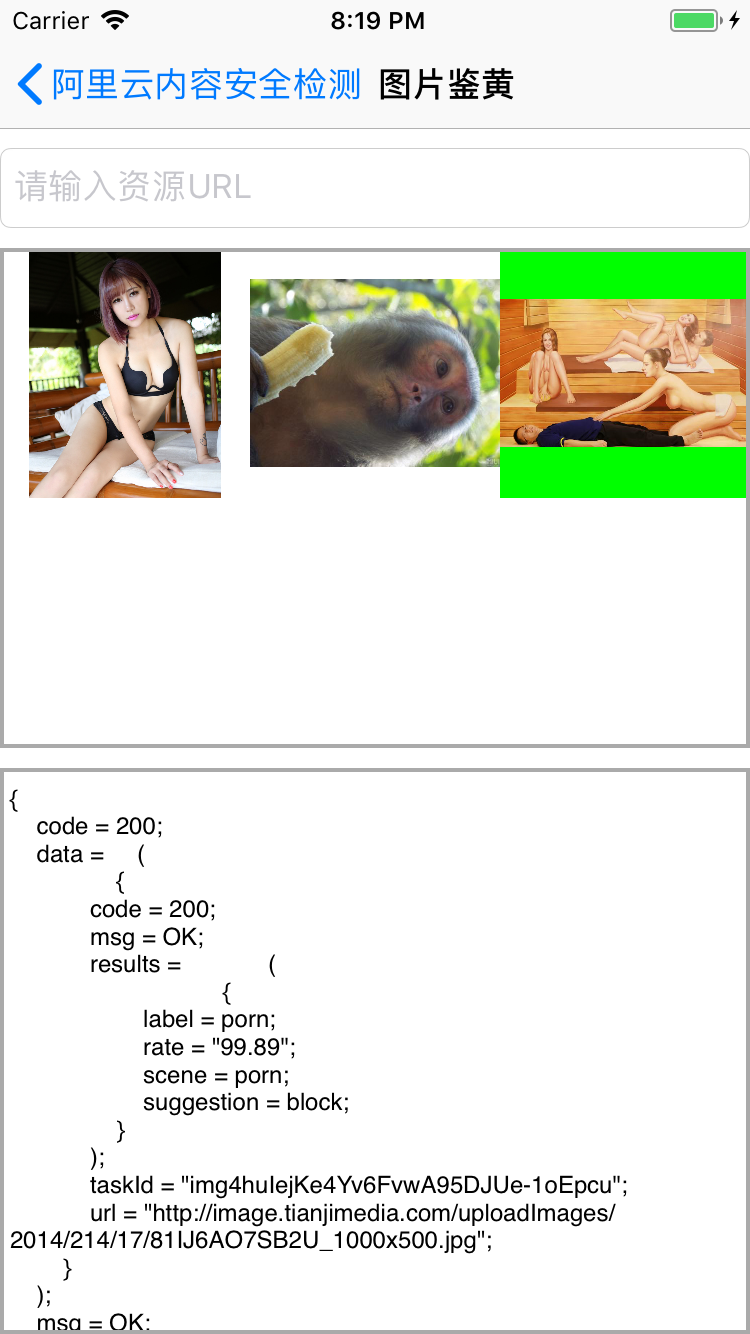 Carrier 8:19 PM
阿里云内容安全检测 图片鉴黄
请输入资源URL
{
code = 200;
data = (
{
code = 200;
msg = OK;
results = (
{
label = porn;
rate = "99.89";
scene = porn;
suggestion = block;
}
);
taskId = "img4huIejKe4Yv6FvwA95DJUe-1oEpcu";
url = "http://image.tianjimedia.com/uploadImages/
2014/214/17/81IJ6AO7SB2U_1000x500.jpg";
}
);
msg = OK;